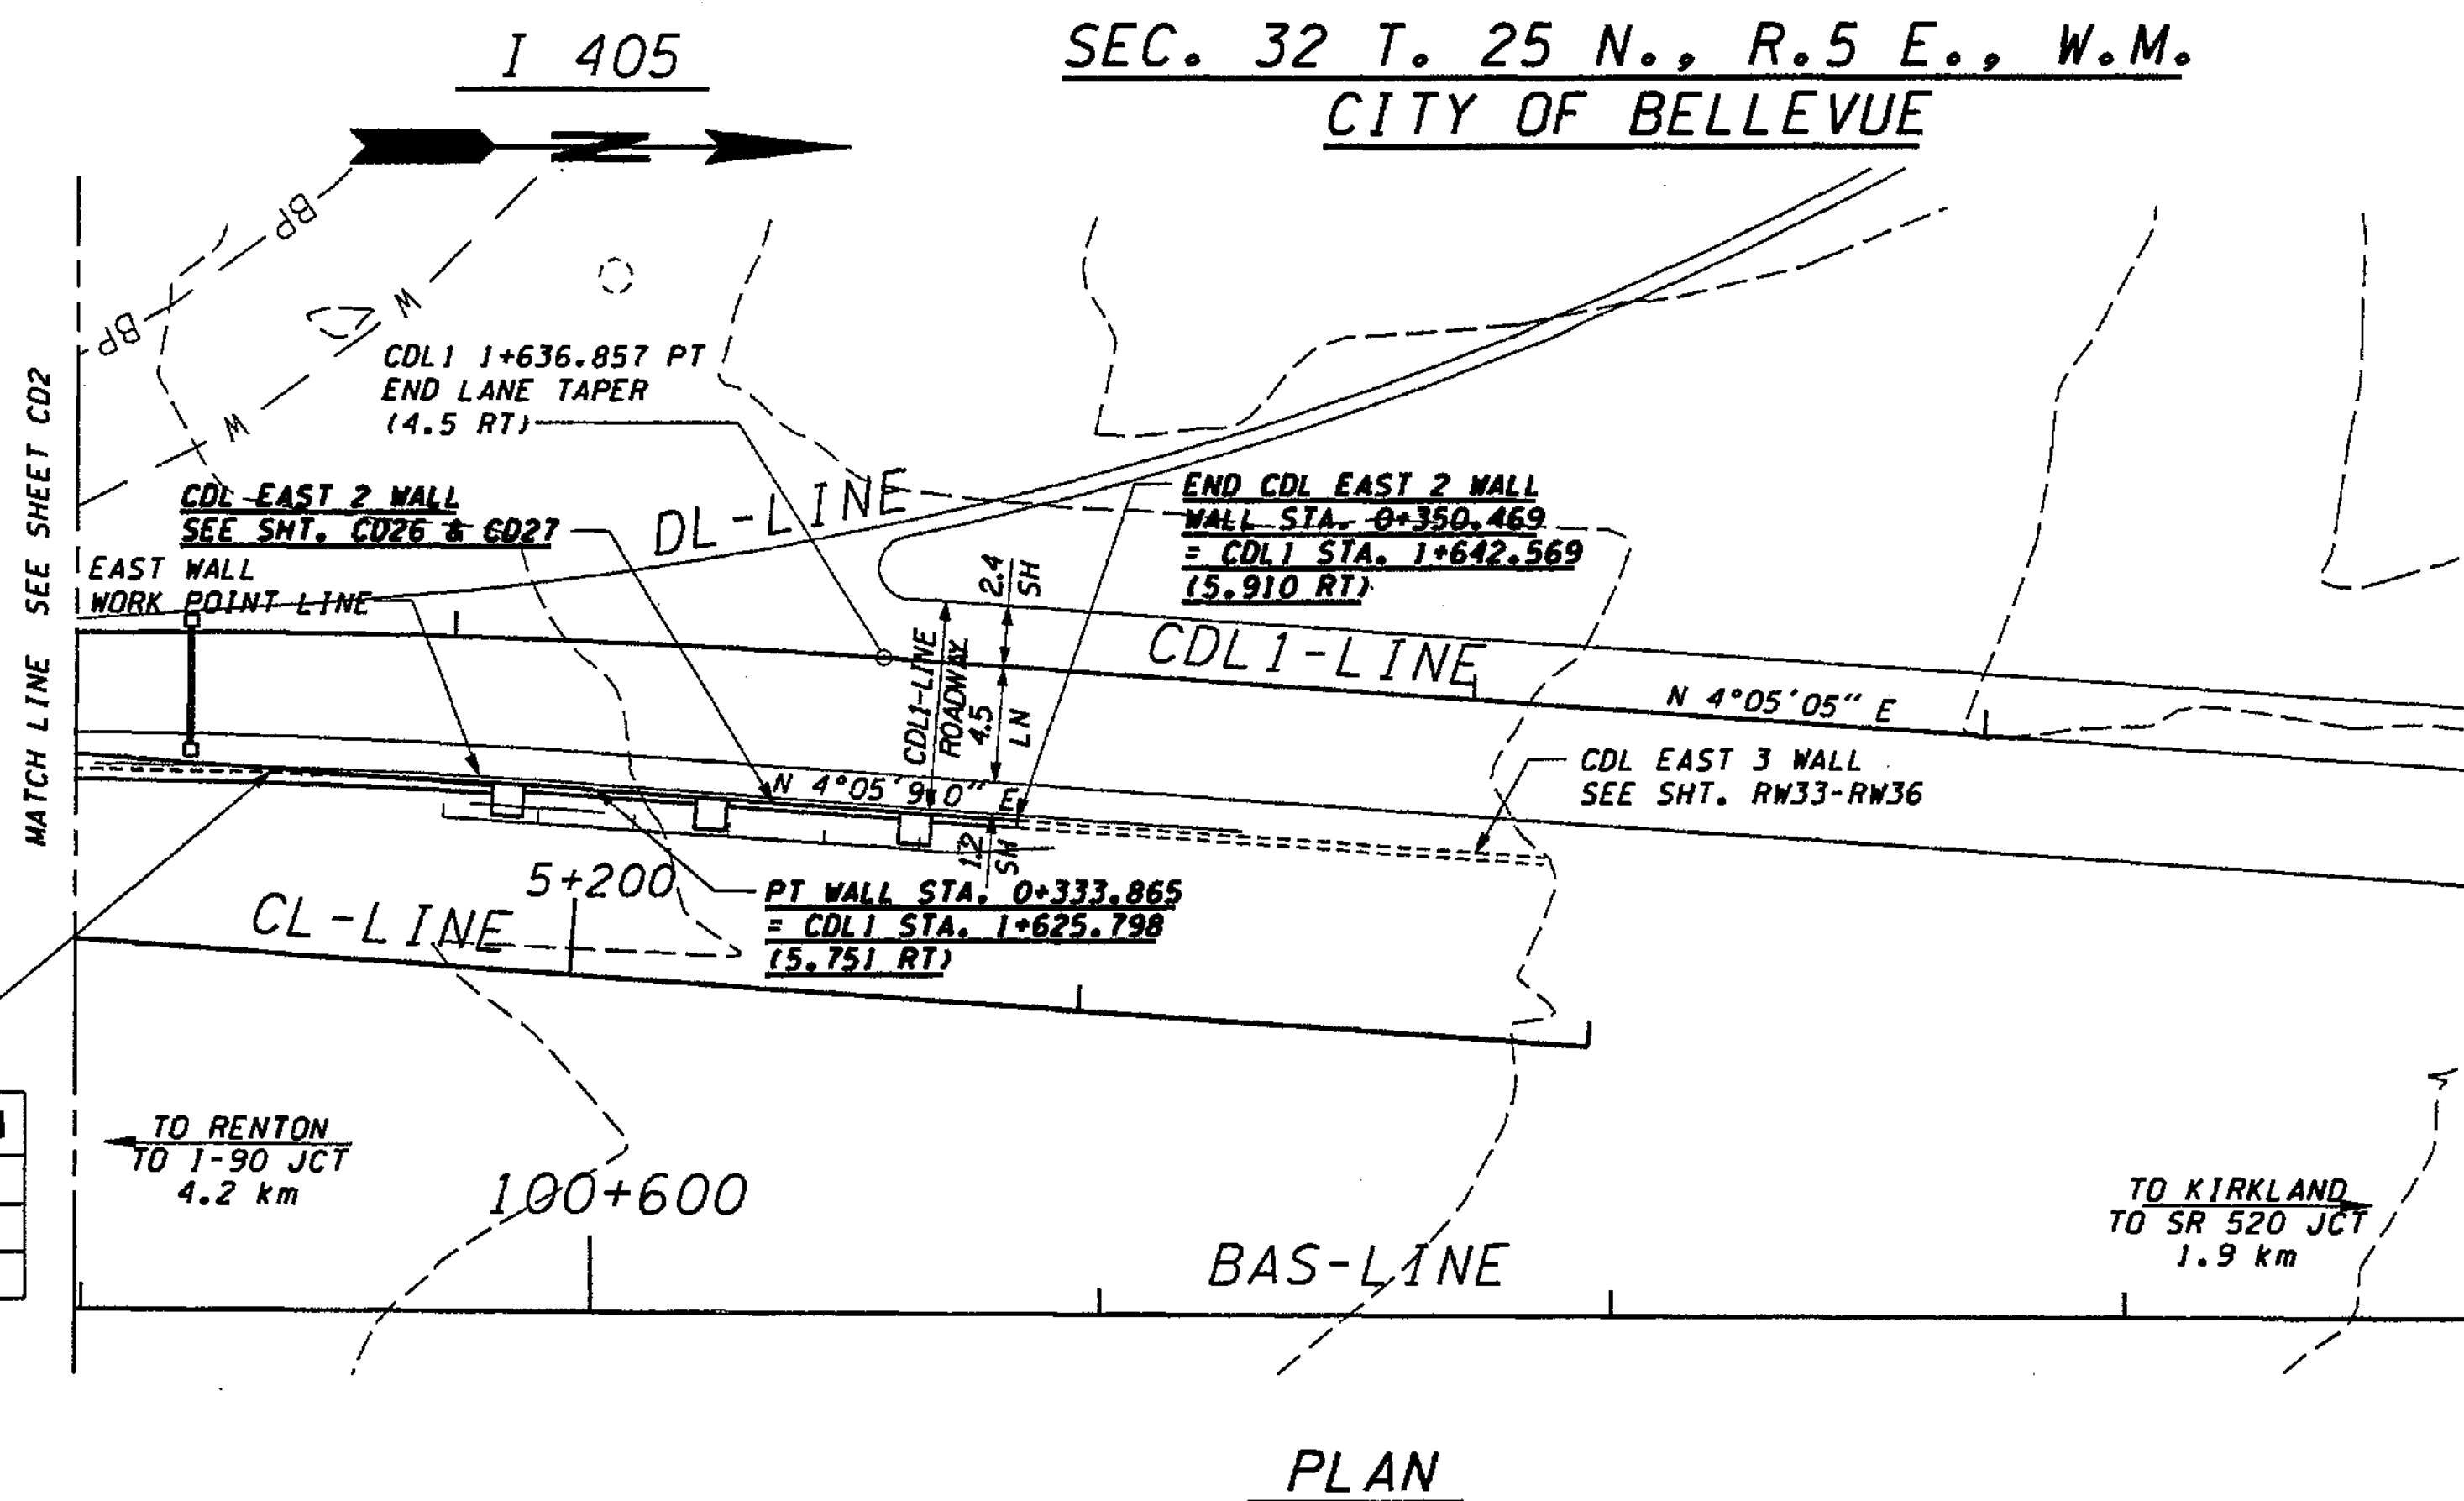 I 405
SEC. 32 T. 25 N., R.5 E., W.M.
CITY OF BELLEVUE
N
BP
BP
W
W
CDL1 1+636.857 PT
END LANE TAPER
(4.5 RT)
MATCH LINE SEE SHEET CD2
CDL EAST 2 WALL
SEE SHT. CD26 & CD27
DL-LINE
END CDL EAST 2 WALL
WALL STA. 0+350.469
= CDL1 STA. 1+642.569
(5.910 RT)
EAST WALL
WORK POINT LINE
2.4
SH
CDL1-LINE
ROADWAY
4.5
LN
CDL1-LINE
N 4°05'05" E
N 4°05'9.0" E
CDL EAST 3 WALL
SEE SHT. RW33-RW36
1.2
SH
5+200
CL-LINE
PT WALL STA. 0+333.865
= CDL1 STA. 1+625.798
(5.751 RT)
TO RENTON
TO I-90 JCT
4.2 km
100+600
BAS-LINE
TO KIRKLAND
TO SR 520 JCT
1.9 km
PLAN